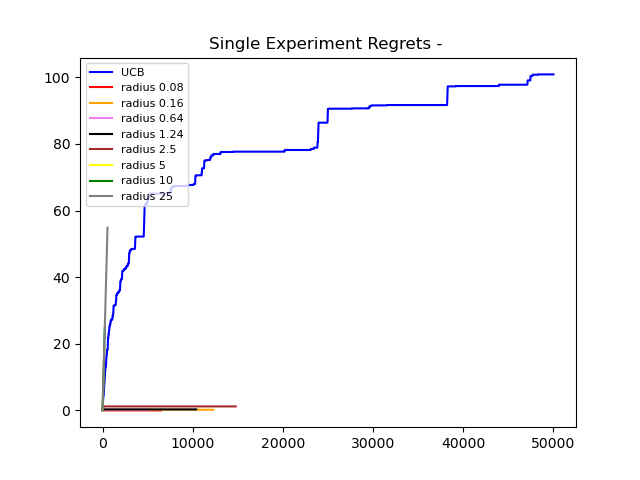 Single Experiment Regrets -
100
80
60
40
20
0
UCB
radius 0.08
radius 0.16
radius 0.64
radius 1.24
radius 2.5
radius 5
radius 10
radius 25
0 10000 20000 30000 40000 50000